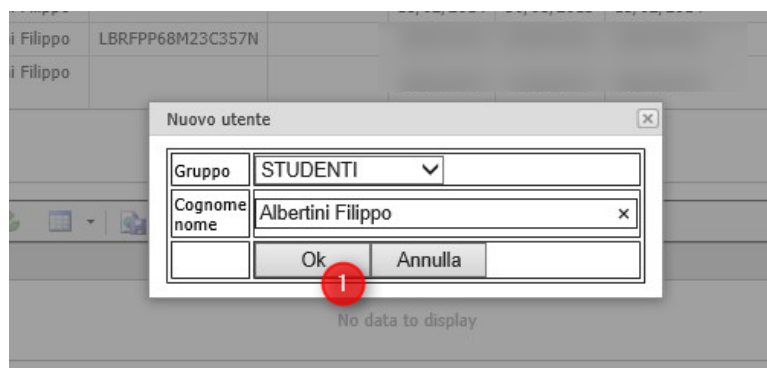 i Filippo LBRFPP68M23C357N
i Filippo
Nuovo utente
Gruppo STUDENTI
Cognome
nome Albertini Filippo
Ok Annulla
1
No data to display